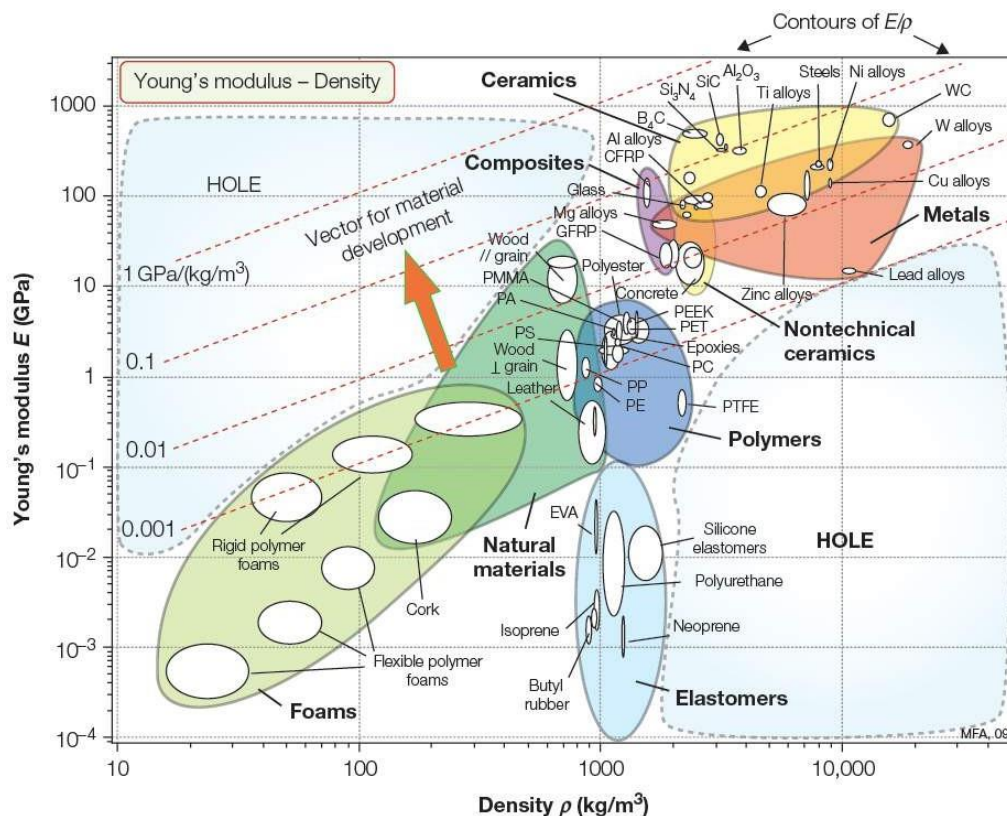 Contours of E/ρ
Young's modulus – Density
Ceramics
Si₃N₄
SiC
Al₂O₃
Steels
Ni alloys
Ti alloys
WC
B₄C
W alloys
Al alloys
CFRP
Composites
Glass
Cu alloys
Metals
Mg alloys
GFRP
HOLE
Vector for material
development
Wood
// grain
Polyester
PMMA
PA
Concrete
Zinc alloys
Lead alloys
PEEK
PET
Nontechnical
ceramics
PS
Epoxies
Wood
⊥ grain
PC
Leather
PP
PE
PTFE
Polymers
1 GPa/(kg/m³)
0.1
0.01
0.001
Rigid polymer
foams
Natural
materials
EVA
Silicone
elastomers
HOLE
Cork
Polyurethane
Isoprene
Neoprene
Flexible polymer
foams
Butyl
rubber
Elastomers
Foams
MFA, 09
1000
100
10
1
10⁻¹
10⁻²
10⁻³
10⁻⁴
Young's modulus E (GPa)
10
100
1000
10,000
Density ρ (kg/m³)